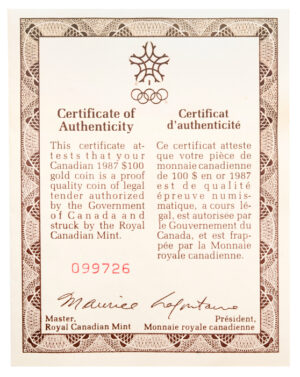 Certificate of
Authenticity
This certificate at-
tests that your
Canadian 1987 $100
gold coin is a proof
quality coin of legal
tender authorized
by the Government
of Canada and
struck by the Royal
Canadian Mint.
Certificat
d'authenticité
Ce certificat atteste
que votre pièce de
monnaie canadienne
de 100 $ en or 1987
est de qualité
épreuve numis-
matique, a cours lé-
gal, est autorisée par
le Gouvernement du
Canada, et est frap-
pée par la Monnaie
royale canadienne.
099726
Maurice Lafontaine
Master,
Royal Canadian Mint
Président,
Monnaie royale canadienne